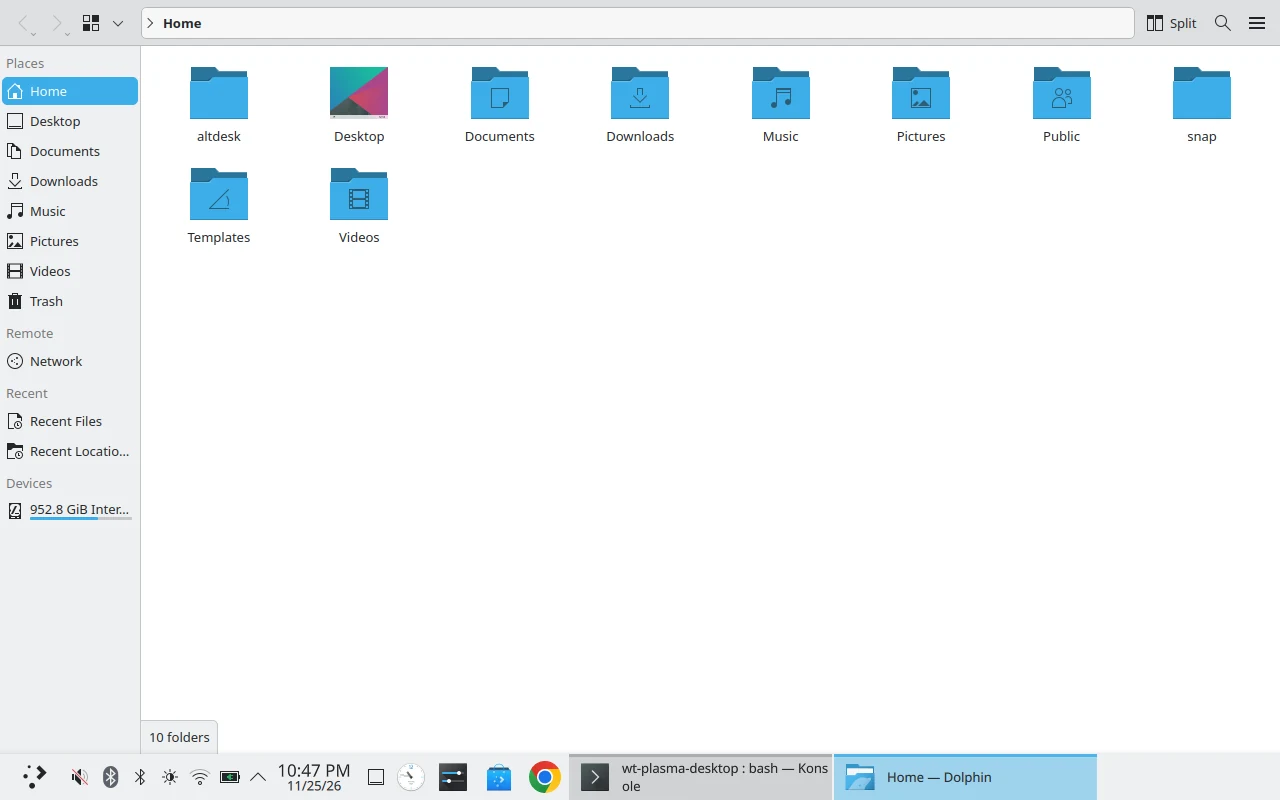 Home
Split
Places
Home
Desktop
Documents
Downloads
Music
Pictures
Videos
Trash
Remote
Network
Recent
Recent Files
Recent Locatio...
Devices
952.8 GiB Inter...
altdesk
Desktop
Documents
Downloads
Music
Pictures
Public
snap
Templates
Videos
10 folders
10:47 PM
11/25/26
wt-plasma-desktop : bash — Kons
ole
Home — Dolphin